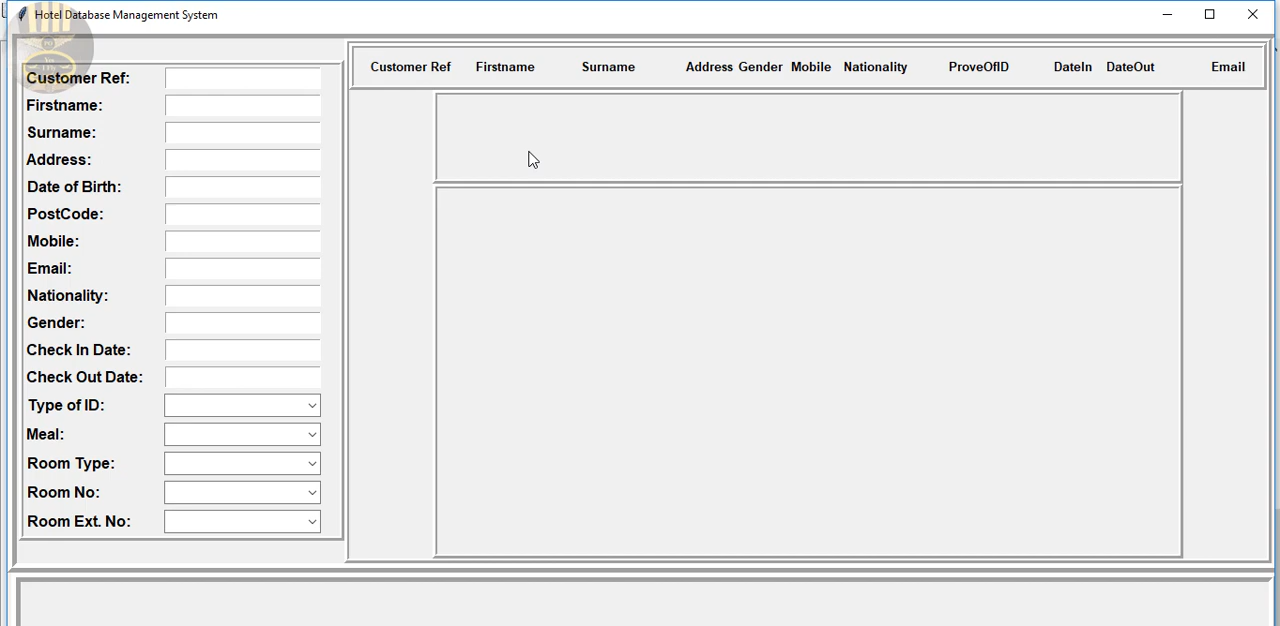 Hotel Database Management System
Customer Ref Firstname Surname Address Gender Mobile Nationality ProveOfID DateIn DateOut Email
Customer Ref:
Firstname:
Surname:
Address:
Date of Birth:
PostCode:
Mobile:
Email:
Nationality:
Gender:
Check In Date:
Check Out Date:
Type of ID:
Meal:
Room Type:
Room No:
Room Ext. No: